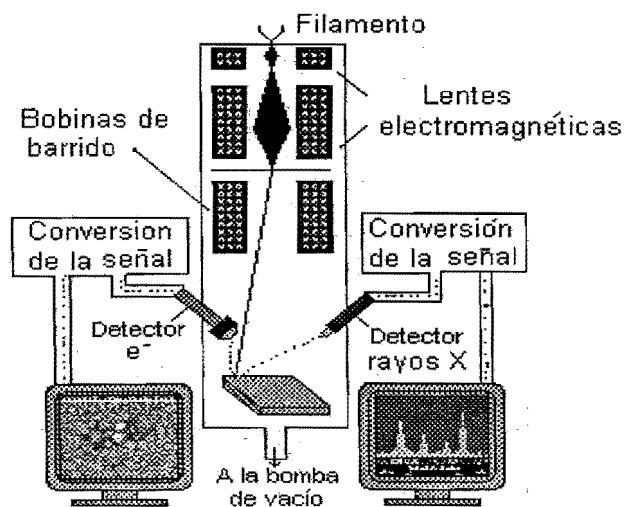 Filamento
Lentes
electromagnéticas
Bobinas de
barrido
Conversion
de la señal
Conversión
de la señal
Detector
e⁻
Detector
rayos X
A la bomba
de vacío